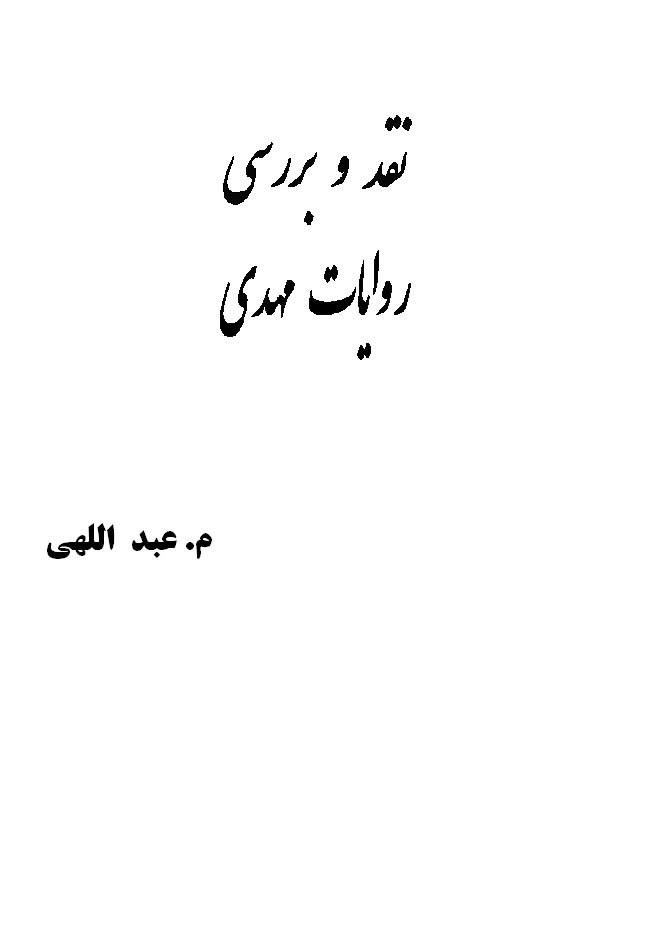 نقد و بررسی
روایات مهدی
م. عبد اللهی